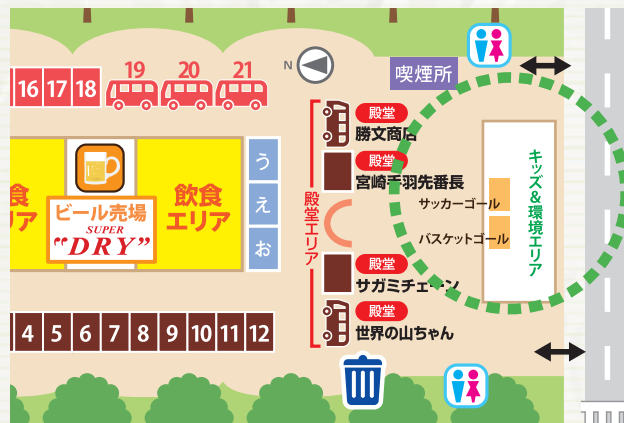 19 20 21
16 17 18
N
喫煙所
殿堂
勝文商店
殿堂
宮崎手羽先番長
サッカーゴール
バスケットゴール
キッズ&環境エリア
殿堂エリア
う
え
お
食
リア
飲食
エリア
ビール売場
SUPER
"DRY"
殿堂
サガミチェーン
殿堂
世界の山ちゃん
4 5 6 7 8 9 10 11 12